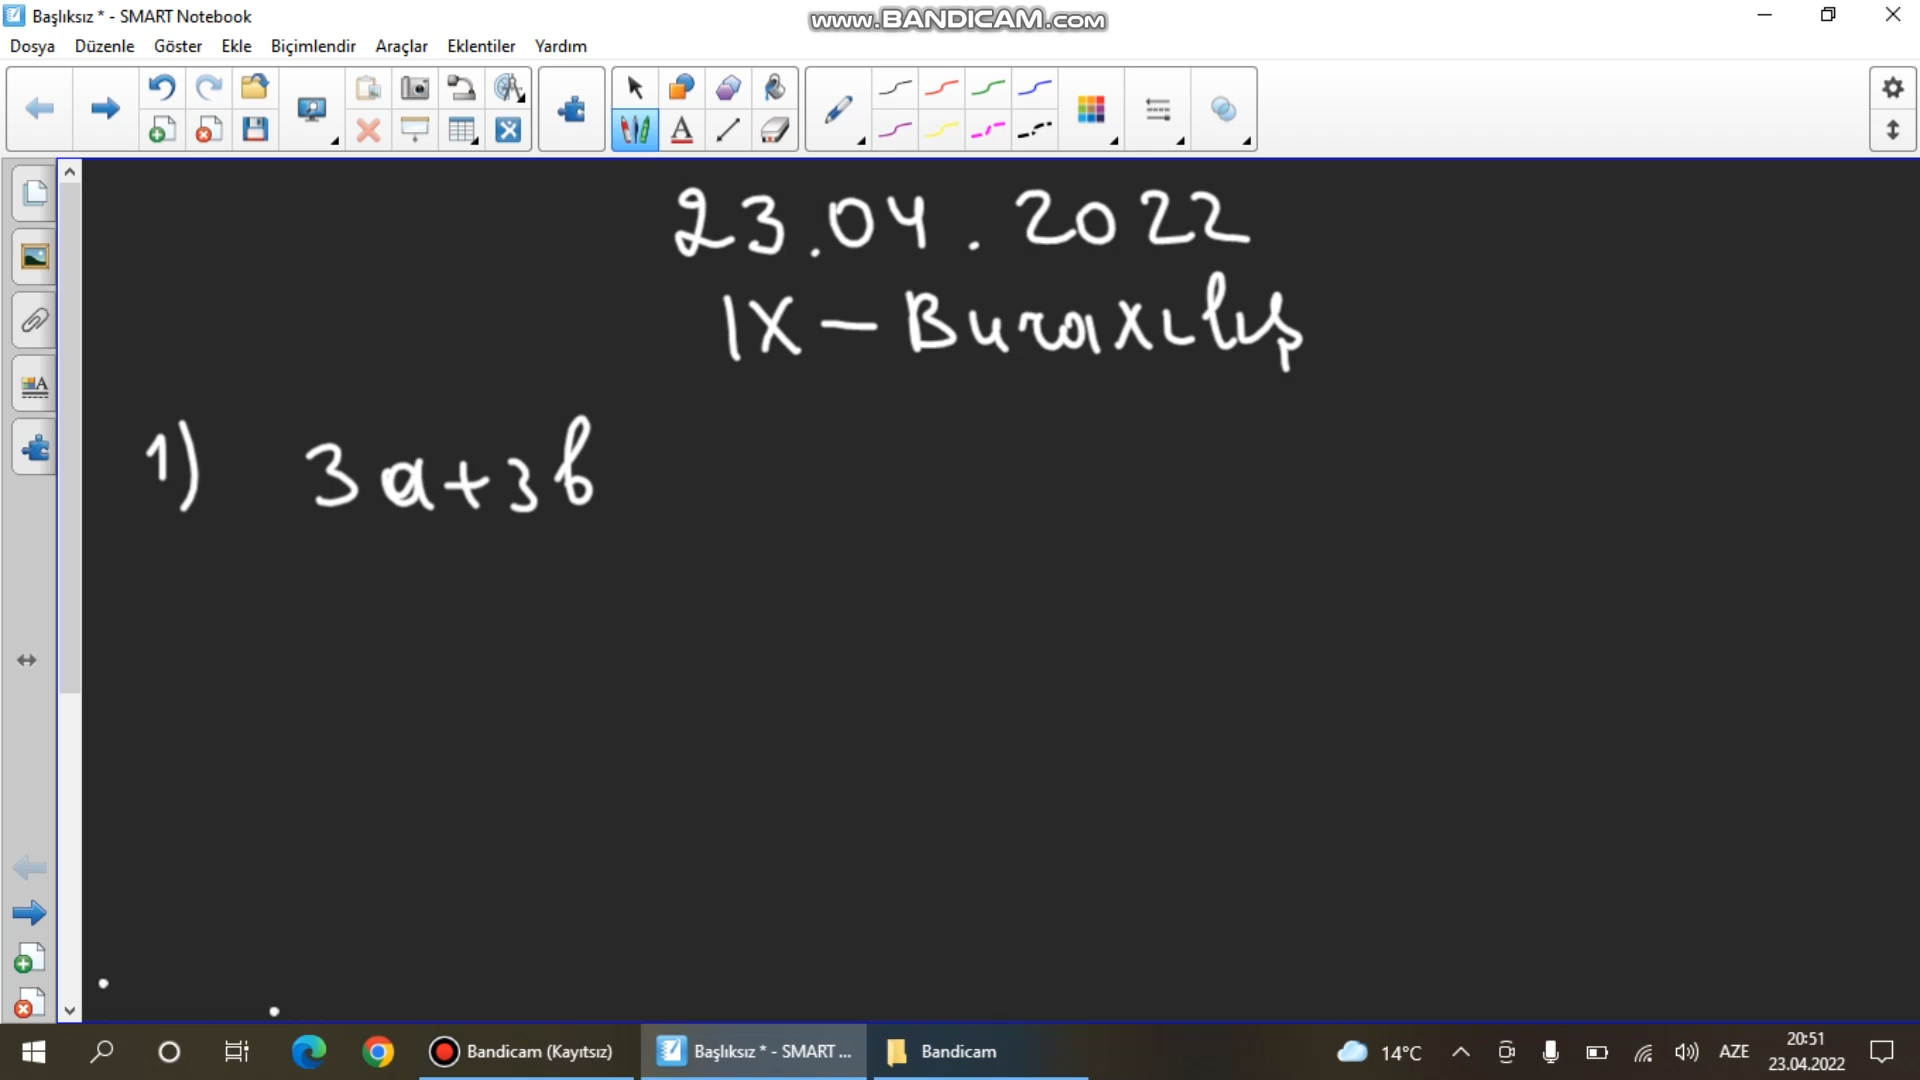 Başlıksız * - SMART Notebook
www.BANDICAM.com
Dosya Düzenle Göster Ekle Biçimlendir Araçlar Eklentiler Yardım
23.04.2022
IX - Buraxılış
1) 3a+3b
Bandicam (Kayıtsız)
Başlıksız * - SMART ...
Bandicam
14°C
AZE
20:51
23.04.2022